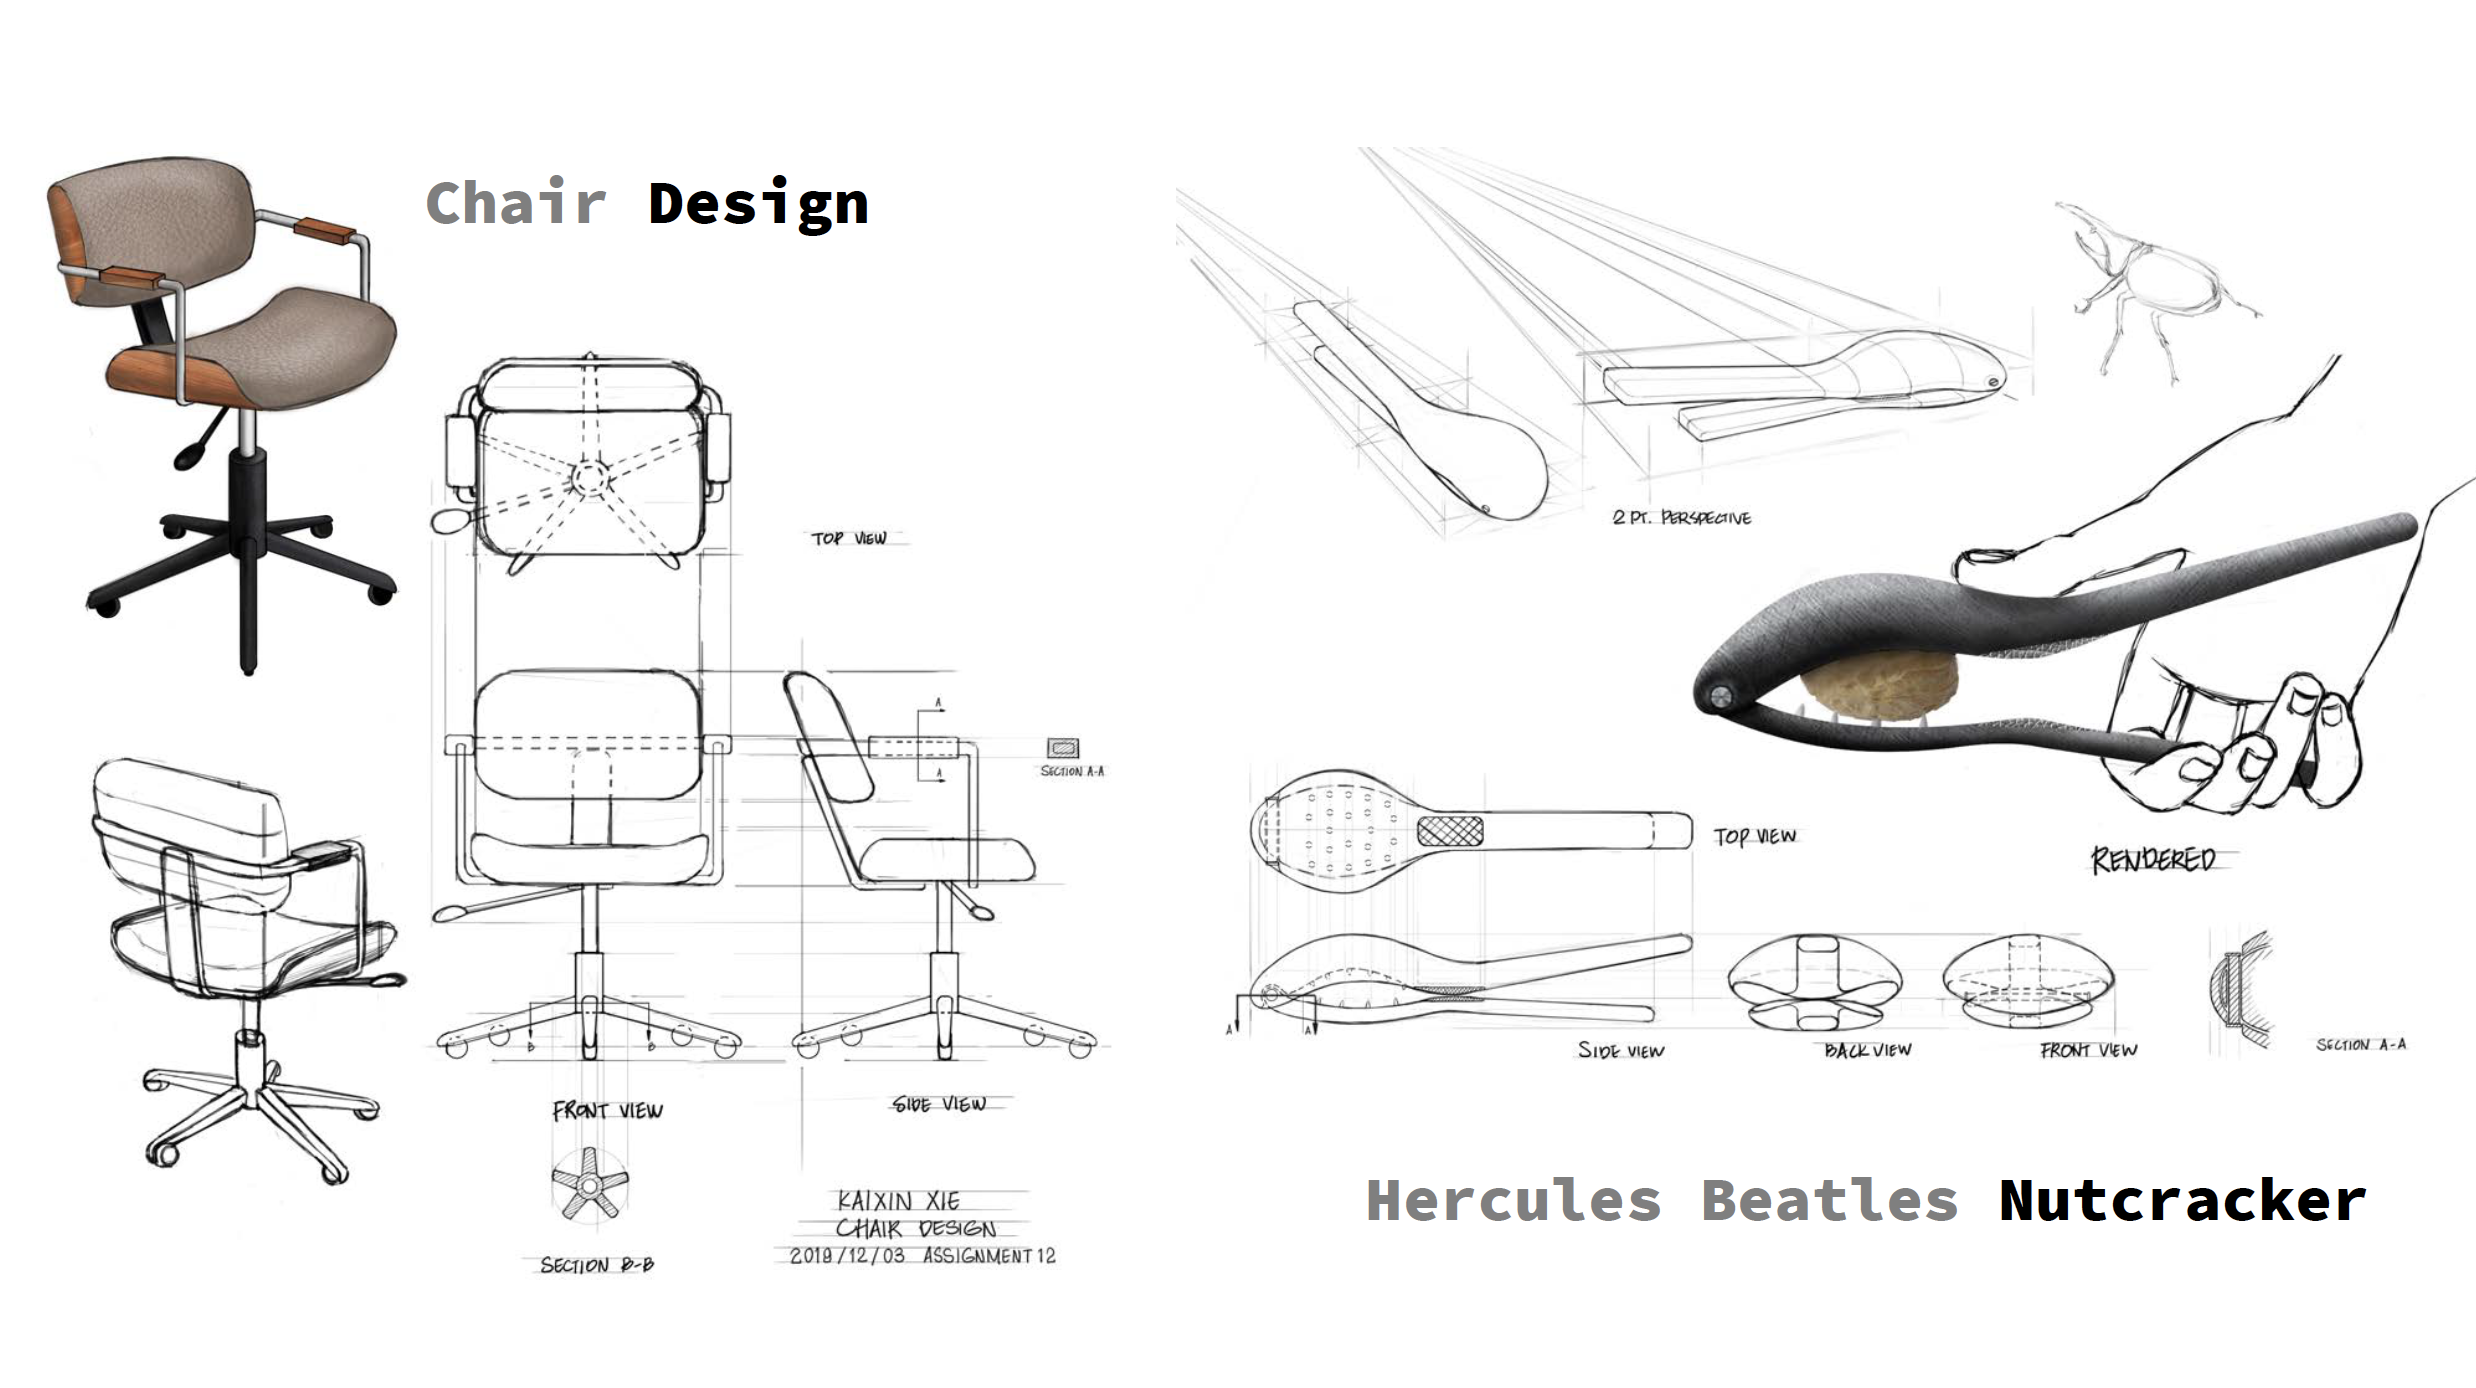 Chair Design
TOP VIEW
A
A
SECTION A-A
B
B
FRONT VIEW
SIDE VIEW
SECTION B-B
KAIXIN XIE
CHAIR DESIGN
2019/12/03 ASSIGNMENT 12
2 PT. PERSPECTIVE
RENDERED
TOP VIEW
A
A
SIDE VIEW
BACK VIEW
FRONT VIEW
SECTION A-A
Hercules Beatles Nutcracker